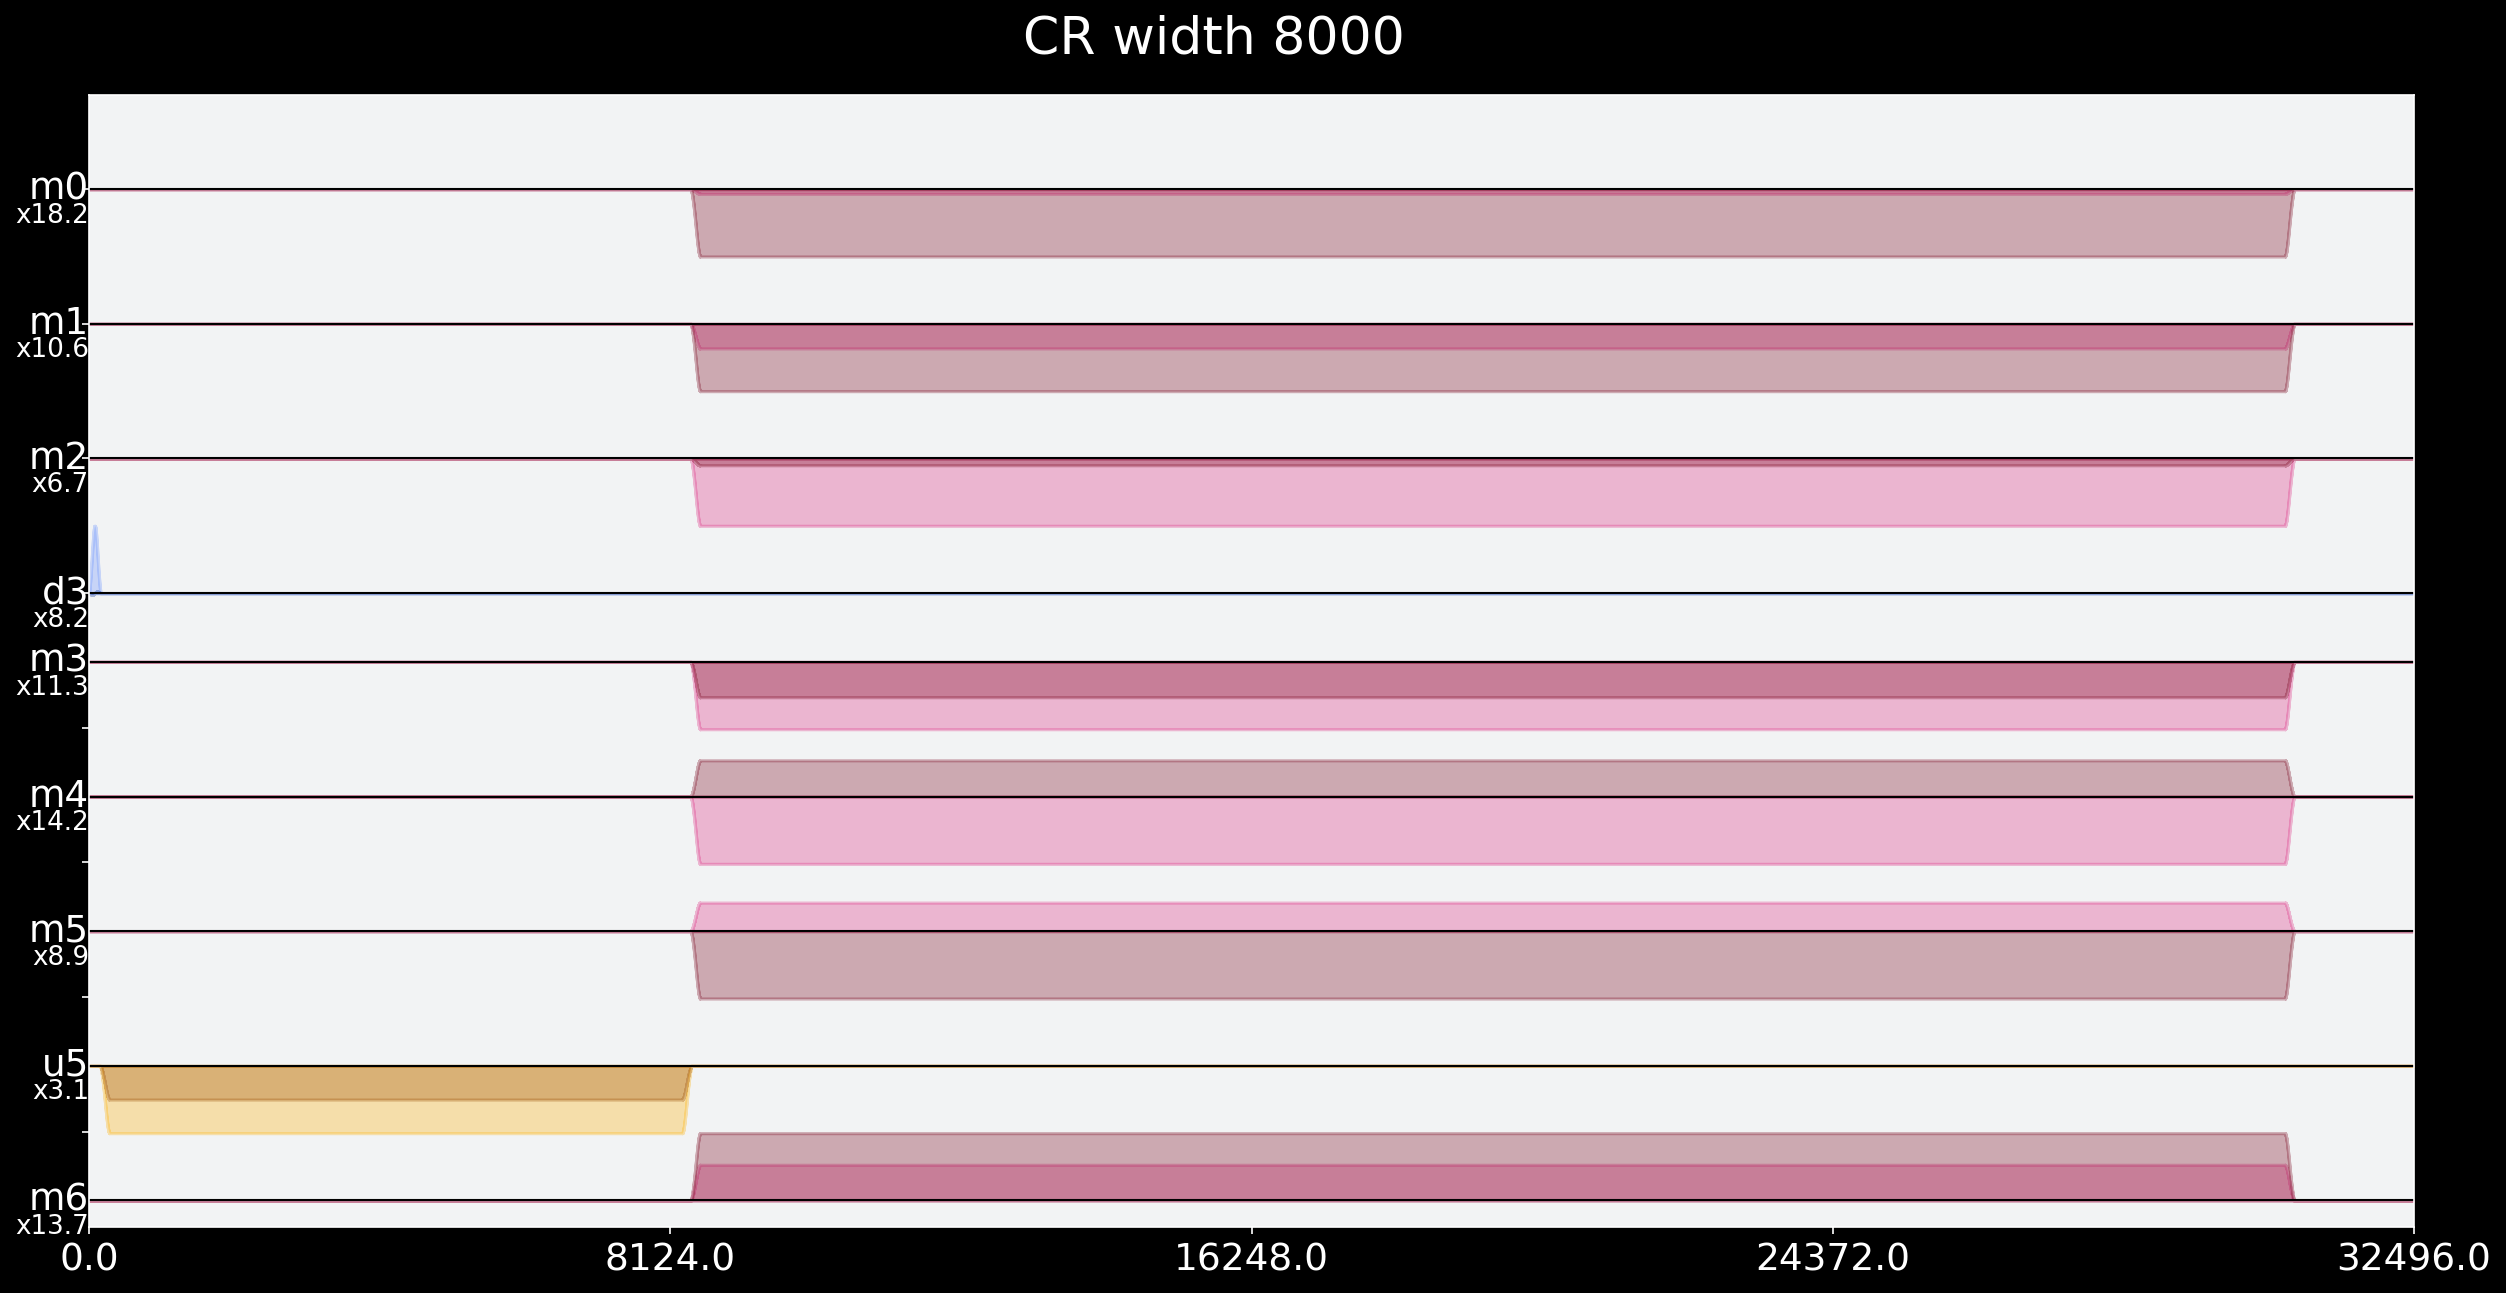 CR width 8000
m0
x18.2
m1
x10.6
m2
x6.7
d3
x8.2
m3
x11.3
m4
x14.2
m5
x8.9
u5
x3.1
m6
x13.7
0.0 8124.0 16248.0 24372.0 32496.0